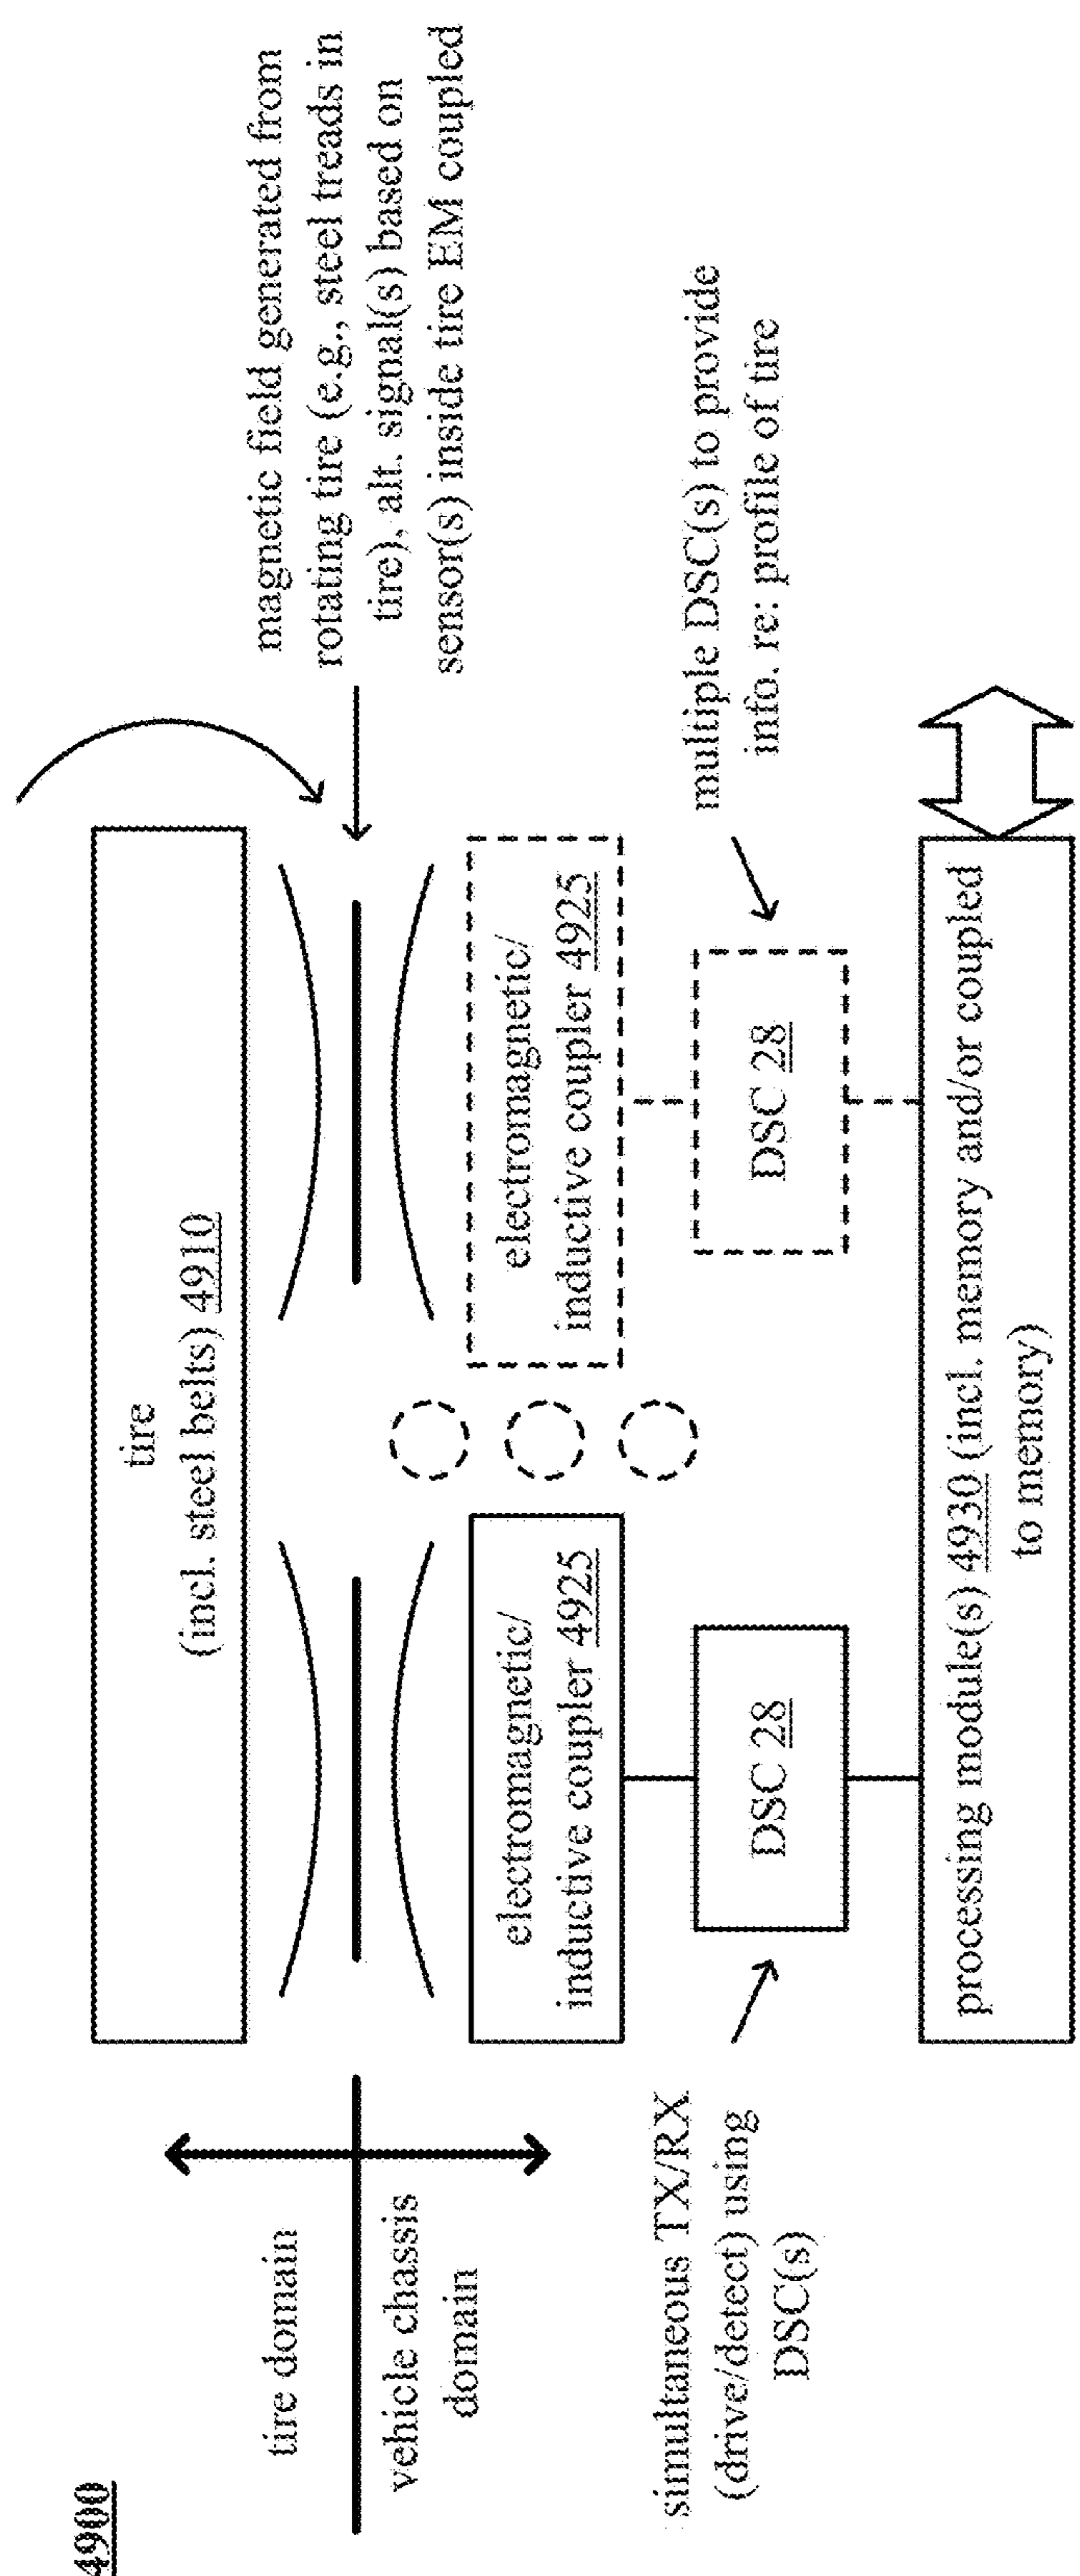 4900
tire domain
vehicle chassis
domain
simultaneous TX/RX
(drive/detect) using
DSC(s)
tire
(incl. steel belts) 4910
electromagnetic/
inductive coupler 4925
DSC 28
electromagnetic/
inductive coupler 4925
DSC 28
processing module(s) 4930 (incl. memory and/or coupled
to memory)
magnetic field generated from
rotating tire (e.g., steel treads in
tire), alt. signal(s) based on
sensor(s) inside tire EM coupled
multiple DSC(s) to provide
info. re: profile of tire